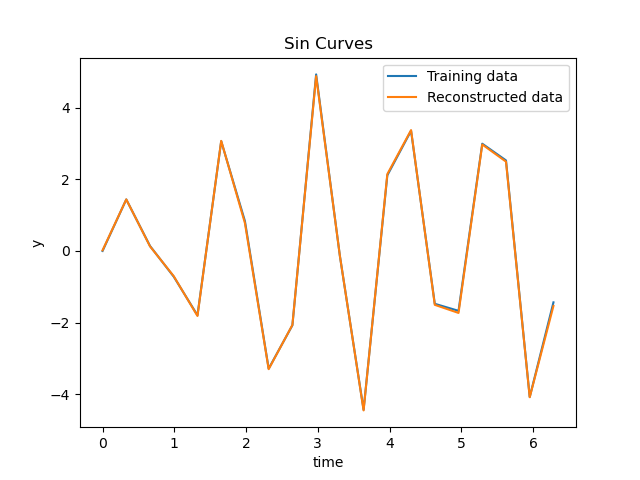 Sin Curves
Training data
Reconstructed data
y
4
2
0
−2
−4
0 1 2 3 4 5 6
time